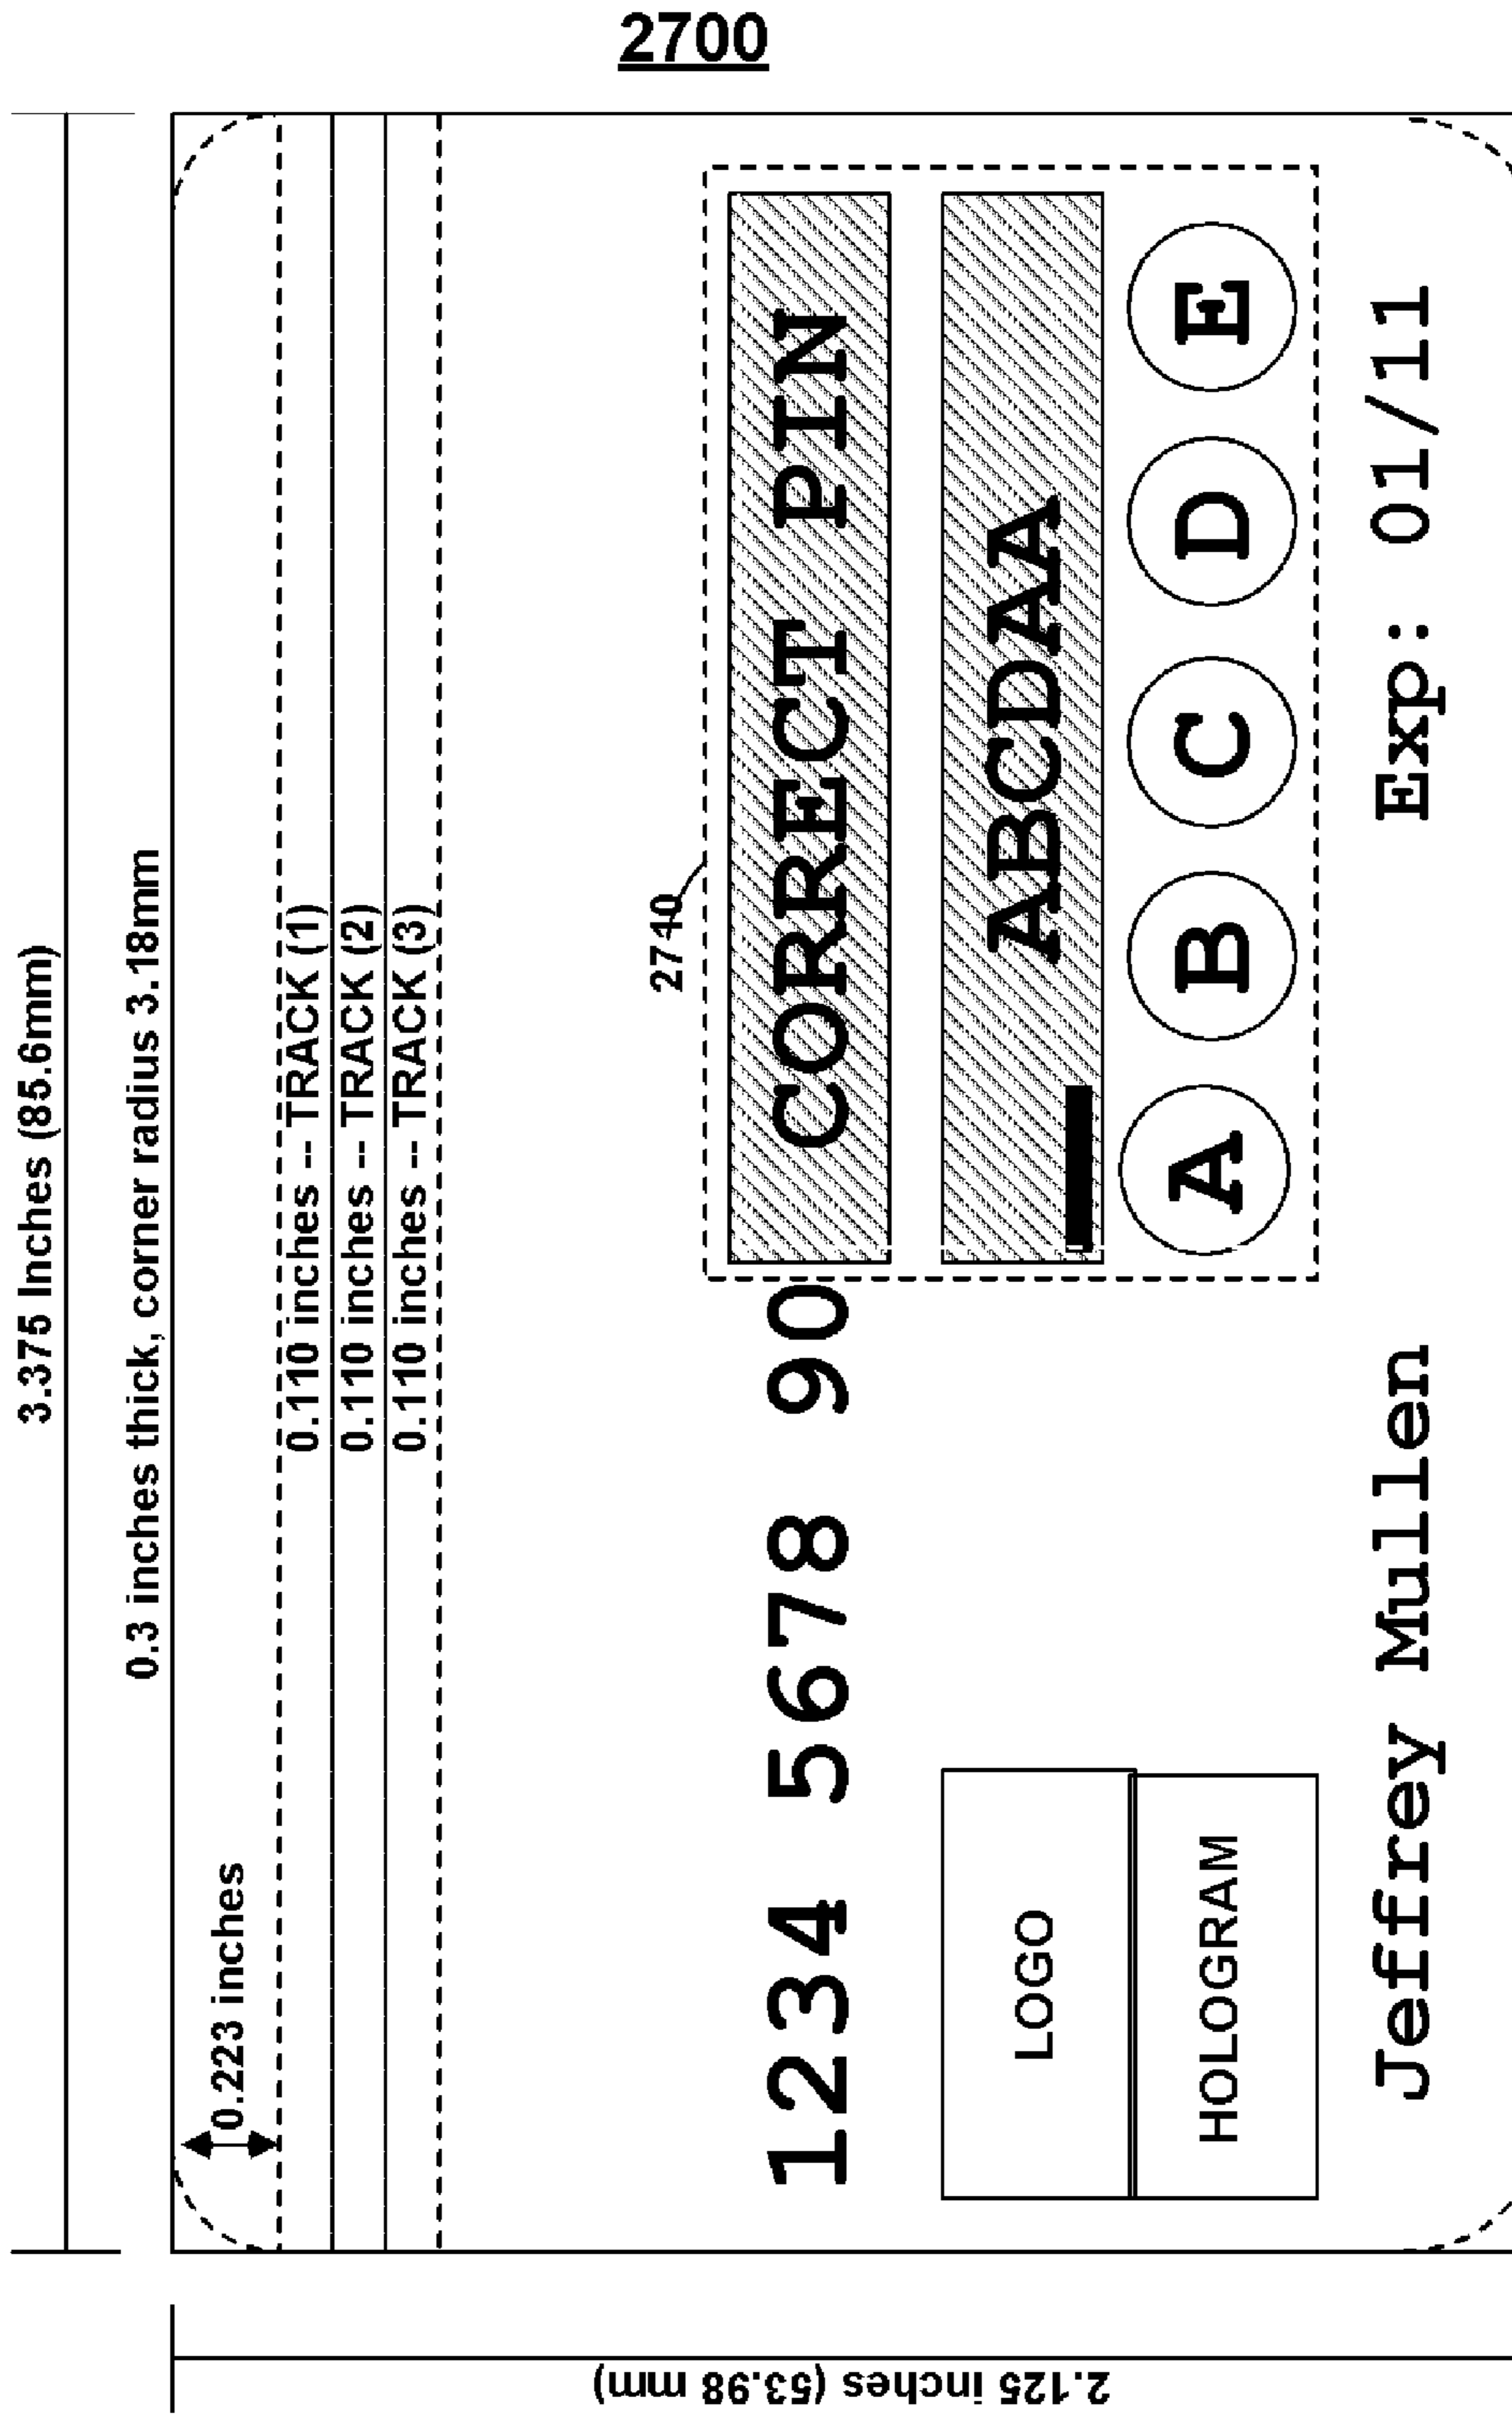 2700
3.375 Inches (85.6mm)
0.3 inches thick, corner radius 3.18mm
0.223 inches
0.110 inches -- TRACK (1)
0.110 inches -- TRACK (2)
0.110 inches -- TRACK (3)
2740
1234 5678 90
CORRECT PIN
ABCDAA
LOGO
HOLOGRAM
A B C D E
Jeffrey Mullen Exp: 01/11
2.125 inches (53.98 mm)